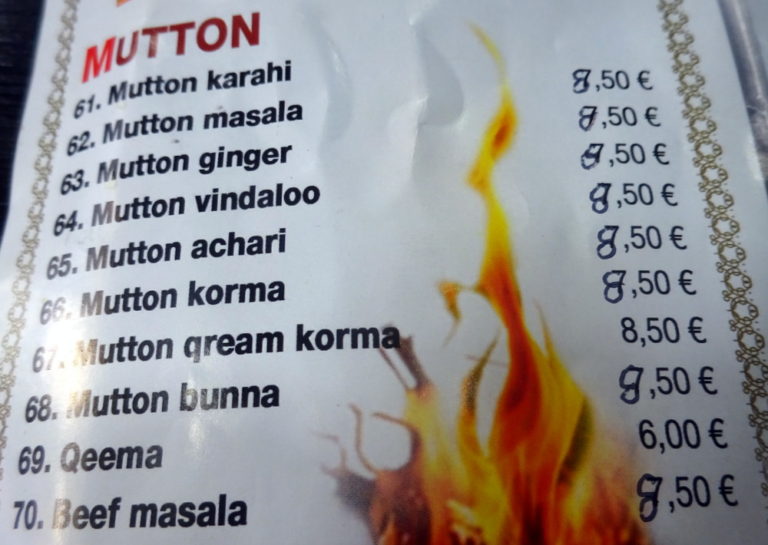 MUTTON
61. Mutton karahi 8,50 €
62. Mutton masala 8,50 €
63. Mutton ginger 8,50 €
64. Mutton vindaloo 8,50 €
65. Mutton achari 8,50 €
66. Mutton korma 8,50 €
67. Mutton qream korma 8,50 €
68. Mutton bunna 8,50 €
69. Qeema 6,00 €
70. Beef masala 8,50 €